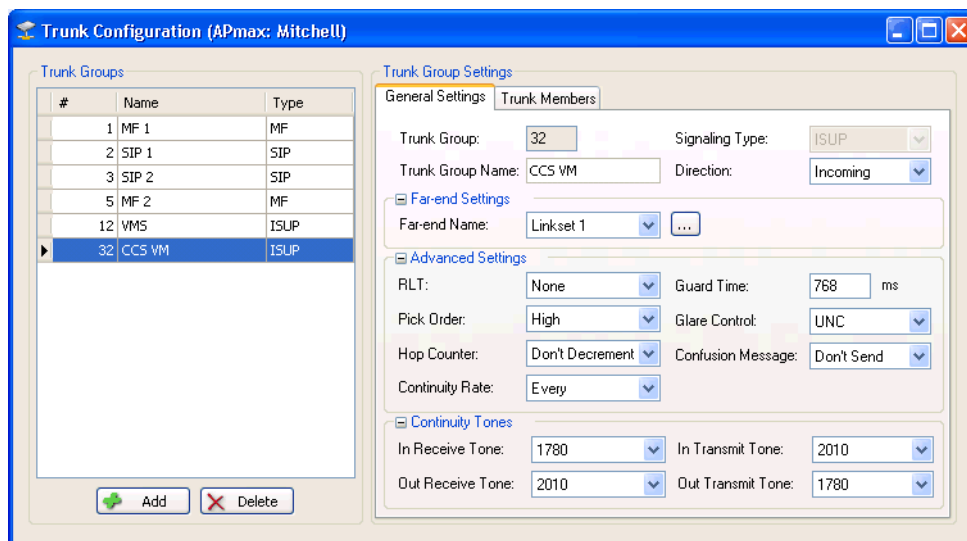 Trunk Configuration (APmax: Mitchell)
Trunk Groups
# Name Type
1 MF 1 MF
2 SIP 1 SIP
3 SIP 2 SIP
5 MF 2 MF
12 VMS ISUP
32 CCS VM ISUP
Add Delete
Trunk Group Settings
General Settings Trunk Members
Trunk Group: 32 Signaling Type: ISUP
Trunk Group Name: CCS VM Direction: Incoming
Far-end Settings
Far-end Name: Linkset 1 ...
Advanced Settings
RLT: None Guard Time: 768 ms
Pick Order: High Glare Control: UNC
Hop Counter: Don't Decrement Confusion Message: Don't Send
Continuity Rate: Every
Continuity Tones
In Receive Tone: 1780 In Transmit Tone: 2010
Out Receive Tone: 2010 Out Transmit Tone: 1780